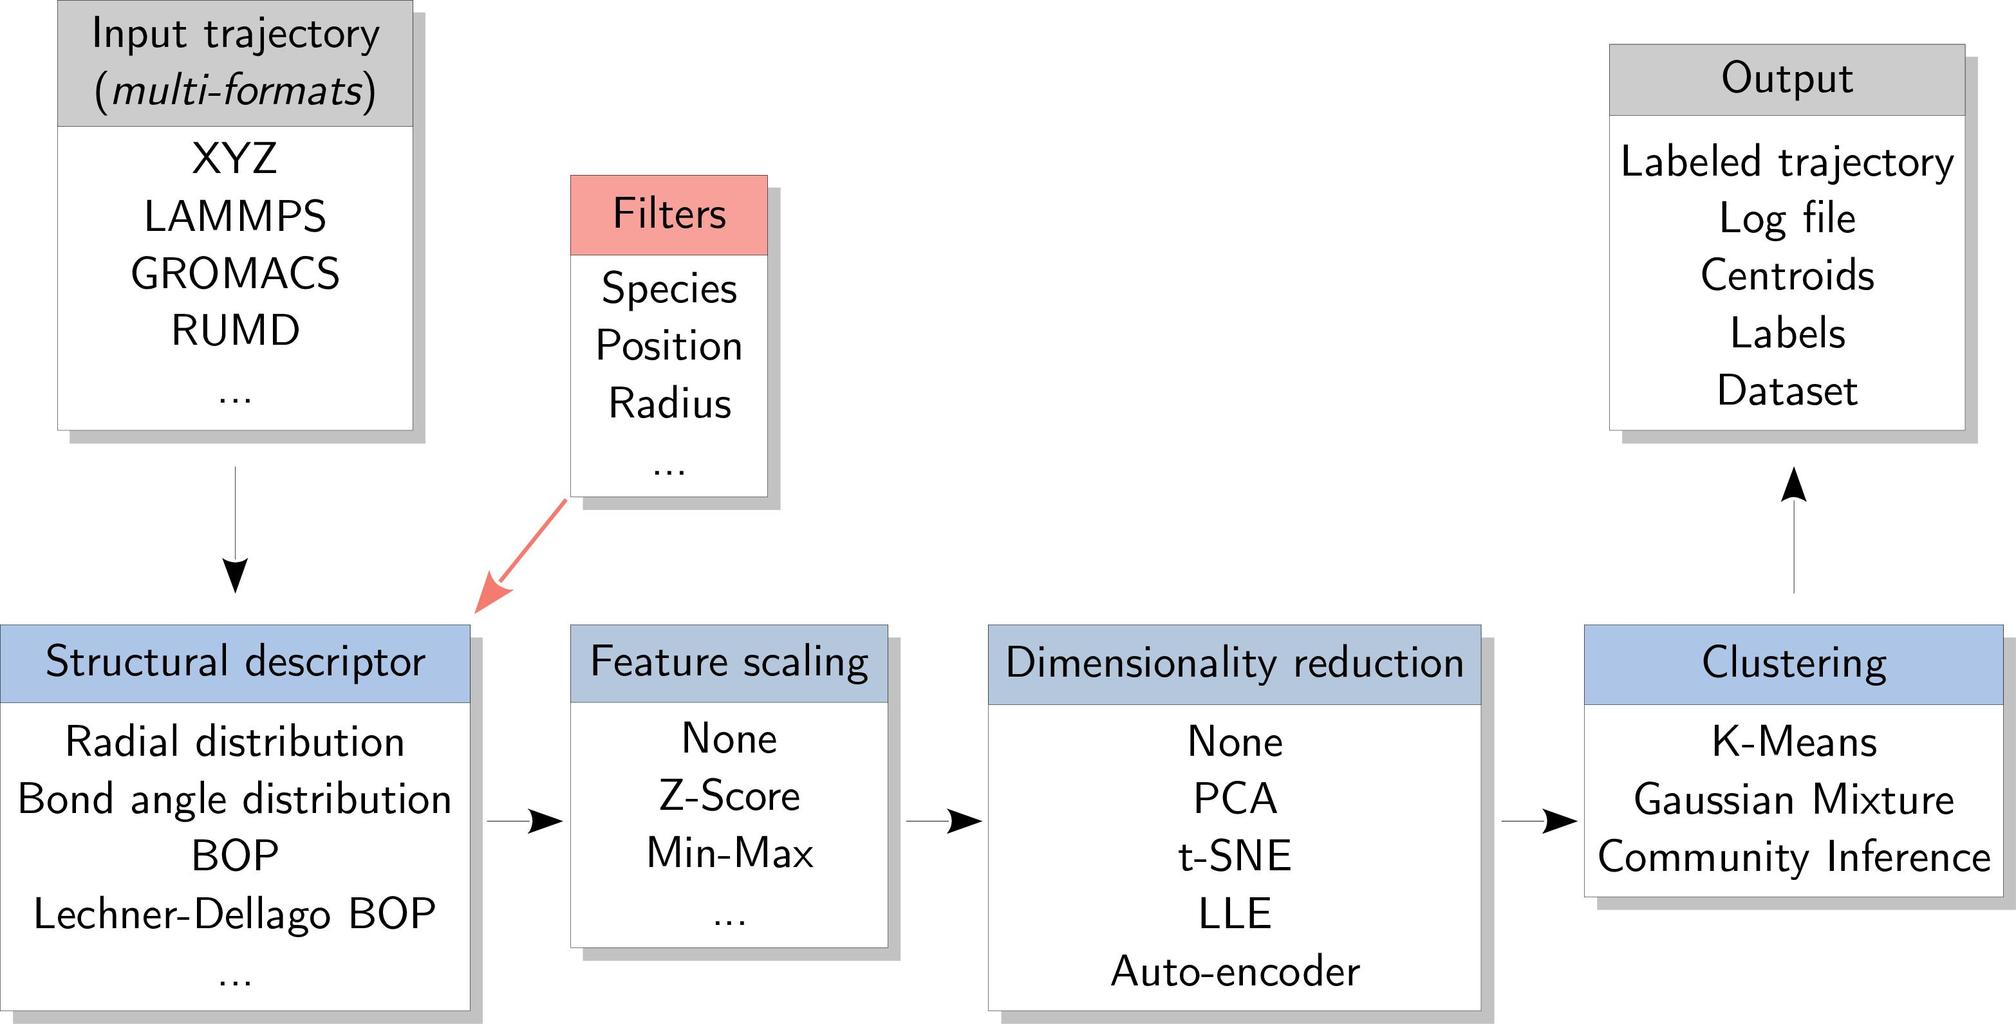 Input trajectory
(multi-formats)
XYZ
LAMMPS
GROMACS
RUMD
...
Filters
Species
Position
Radius
...
Output
Labeled trajectory
Log file
Centroids
Labels
Dataset
Structural descriptor
Radial distribution
Bond angle distribution
BOP
Lechner-Dellago BOP
...
Feature scaling
None
Z-Score
Min-Max
...
Dimensionality reduction
None
PCA
t-SNE
LLE
Auto-encoder
Clustering
K-Means
Gaussian Mixture
Community Inference